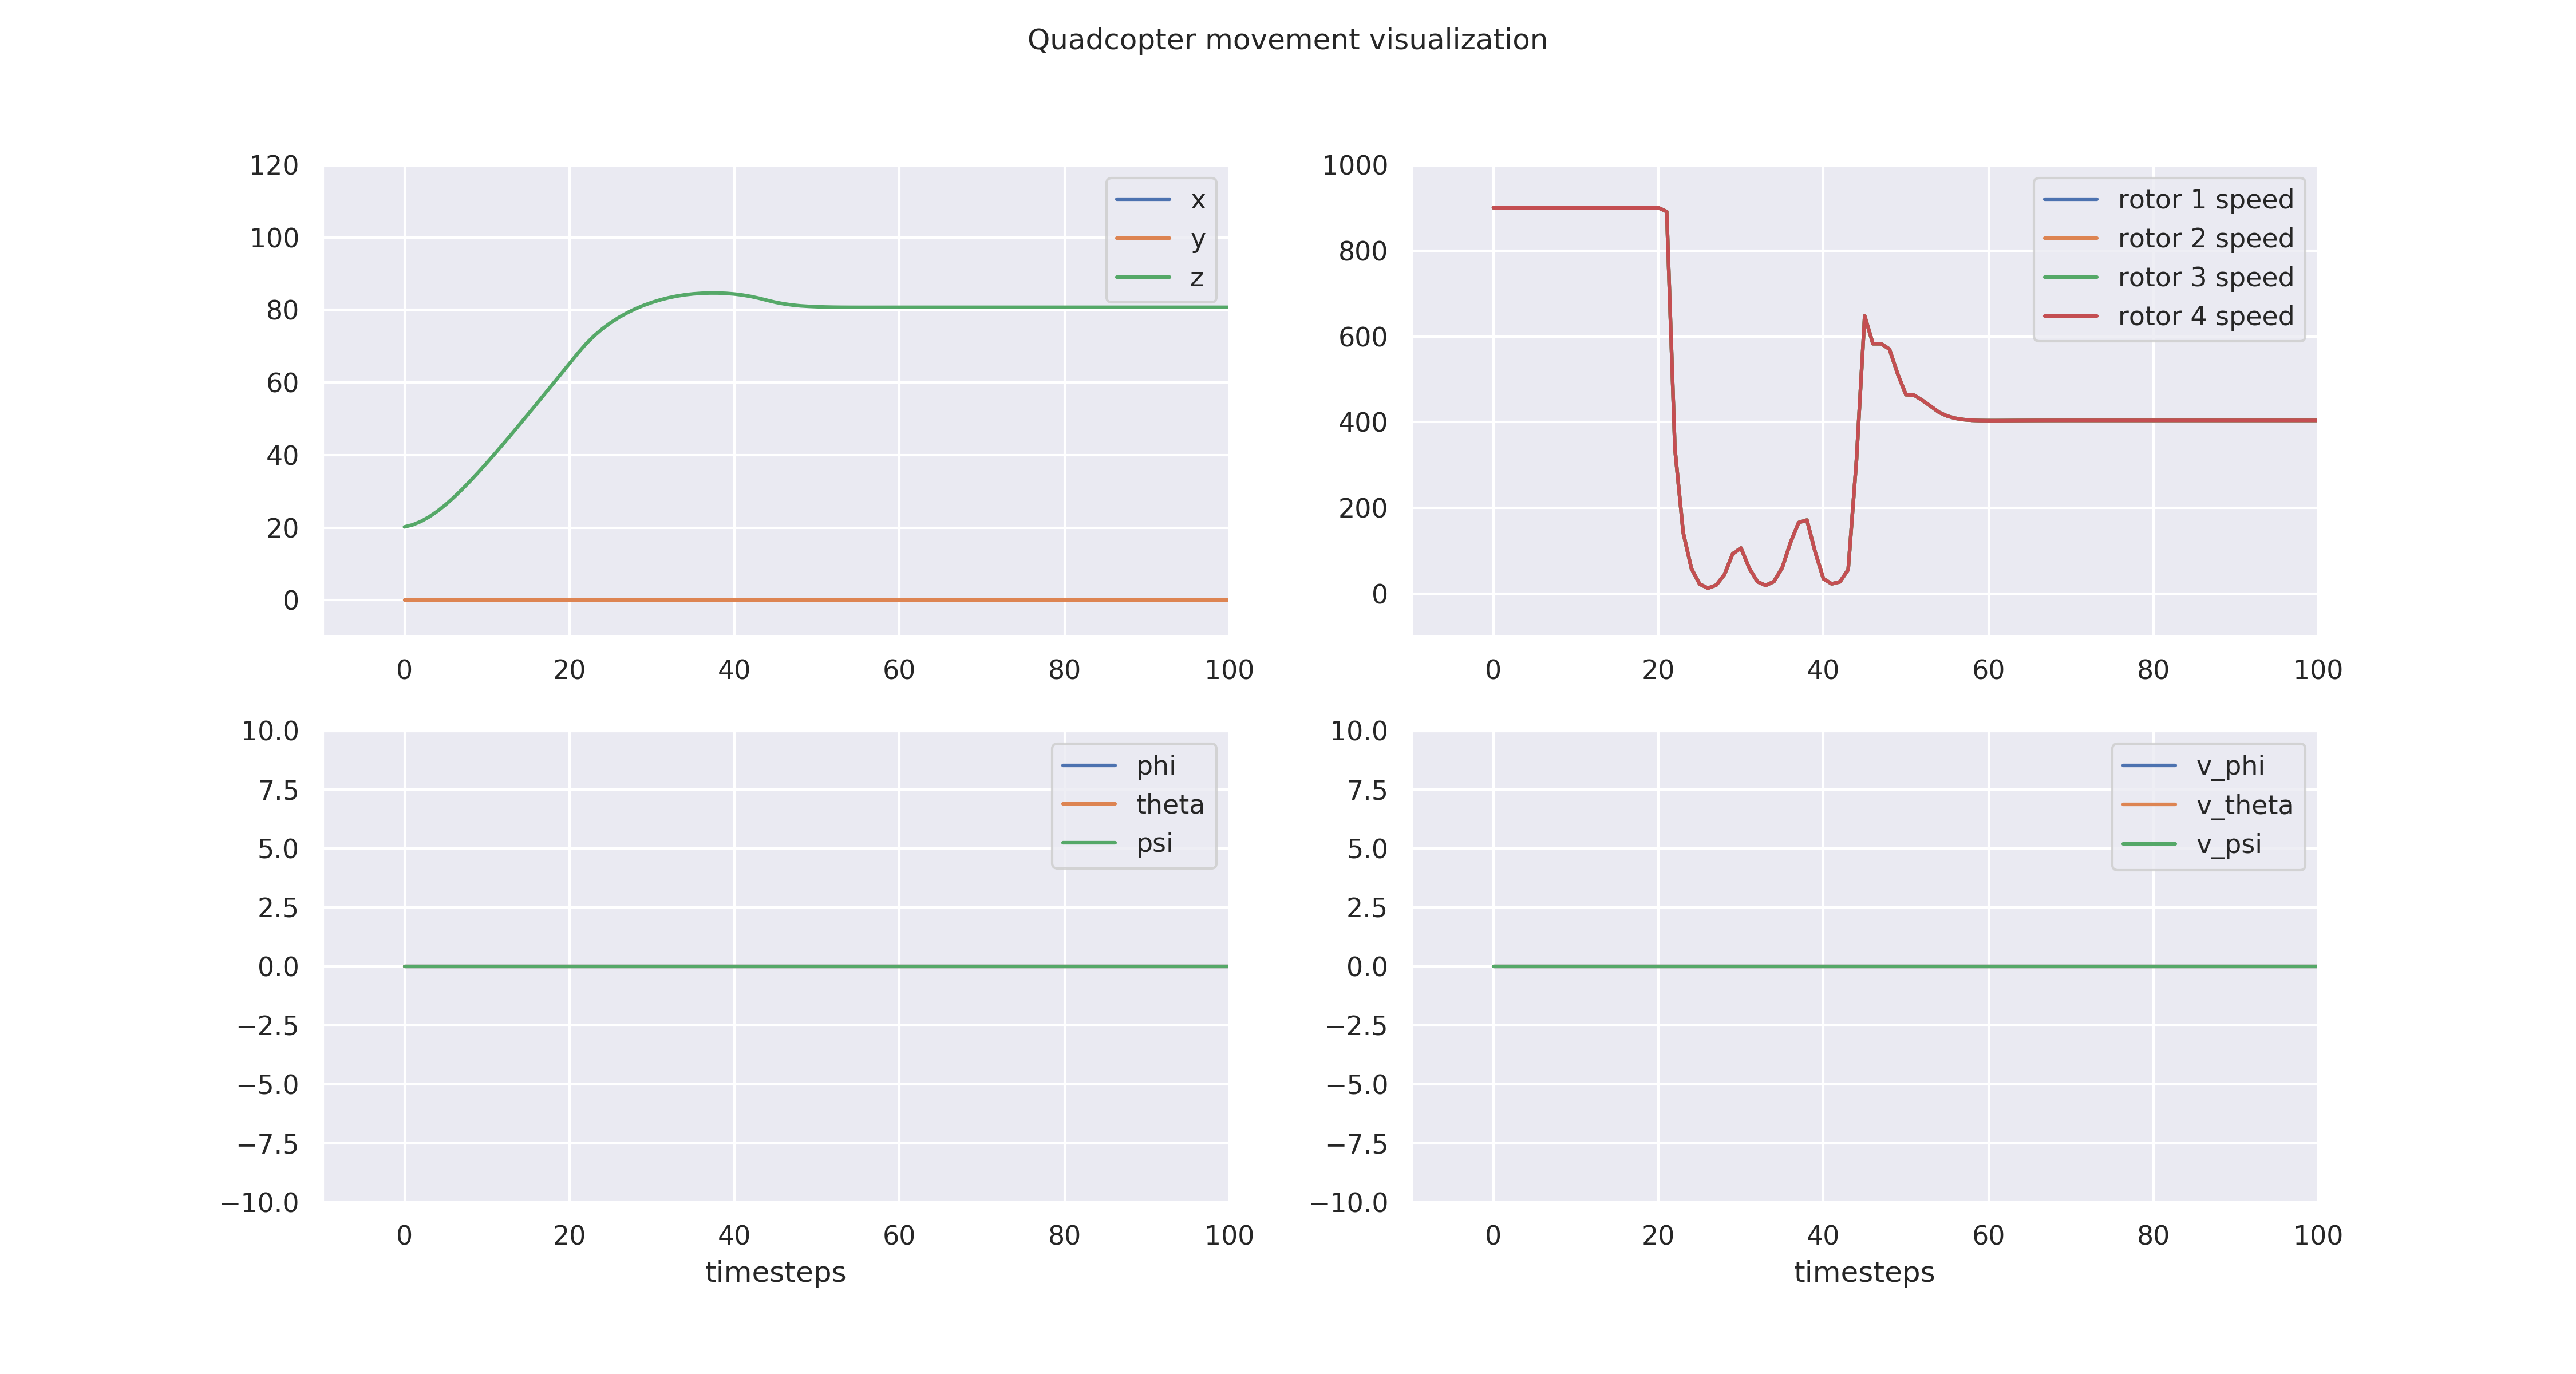 Quadcopter movement visualization
120
100
80
60
40
20
0
x
y
z
0 20 40 60 80 100
1000
800
600
400
200
0
rotor 1 speed
rotor 2 speed
rotor 3 speed
rotor 4 speed
0 20 40 60 80 100
10.0
7.5
5.0
2.5
0.0
−2.5
−5.0
−7.5
−10.0
phi
theta
psi
0 20 40 60 80 100
timesteps
10.0
7.5
5.0
2.5
0.0
−2.5
−5.0
−7.5
−10.0
v_phi
v_theta
v_psi
0 20 40 60 80 100
timesteps